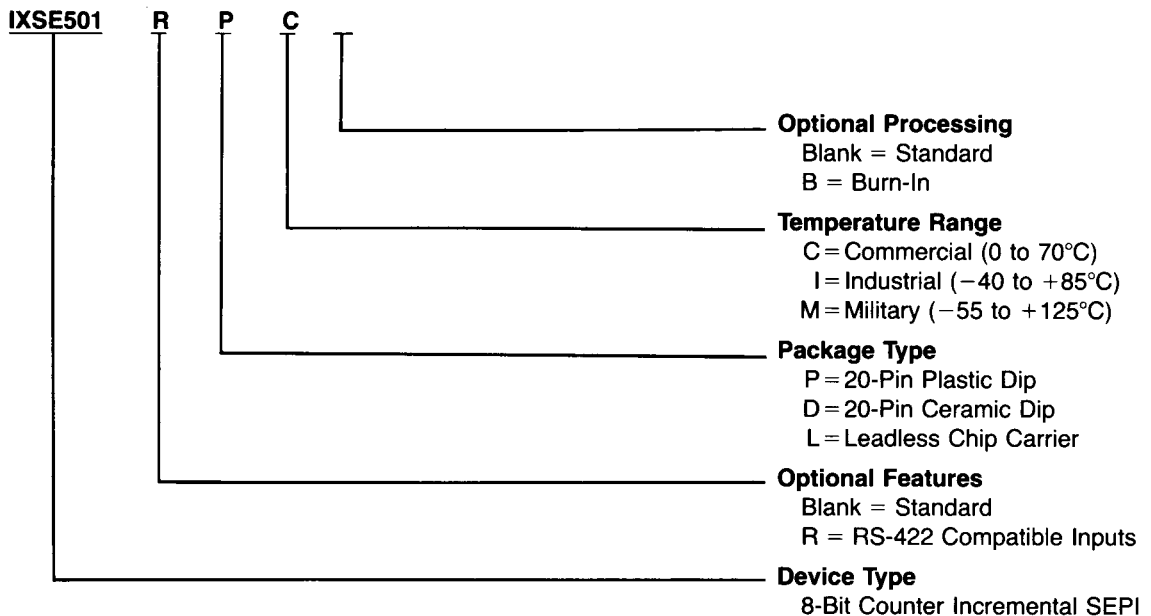 IXSE501 R P C
Optional Processing
Blank = Standard
B = Burn-In
Temperature Range
C = Commercial (0 to 70°C)
I = Industrial (−40 to +85°C)
M = Military (−55 to +125°C)
Package Type
P = 20-Pin Plastic Dip
D = 20-Pin Ceramic Dip
L = Leadless Chip Carrier
Optional Features
Blank = Standard
R = RS-422 Compatible Inputs
Device Type
8-Bit Counter Incremental SEPI